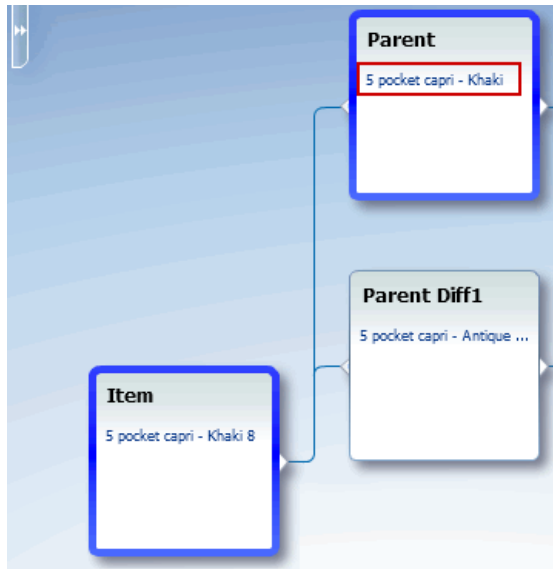 Parent
5 pocket capri - Khaki
Parent Diff1
5 pocket capri - Antique ...
Item
5 pocket capri - Khaki 8